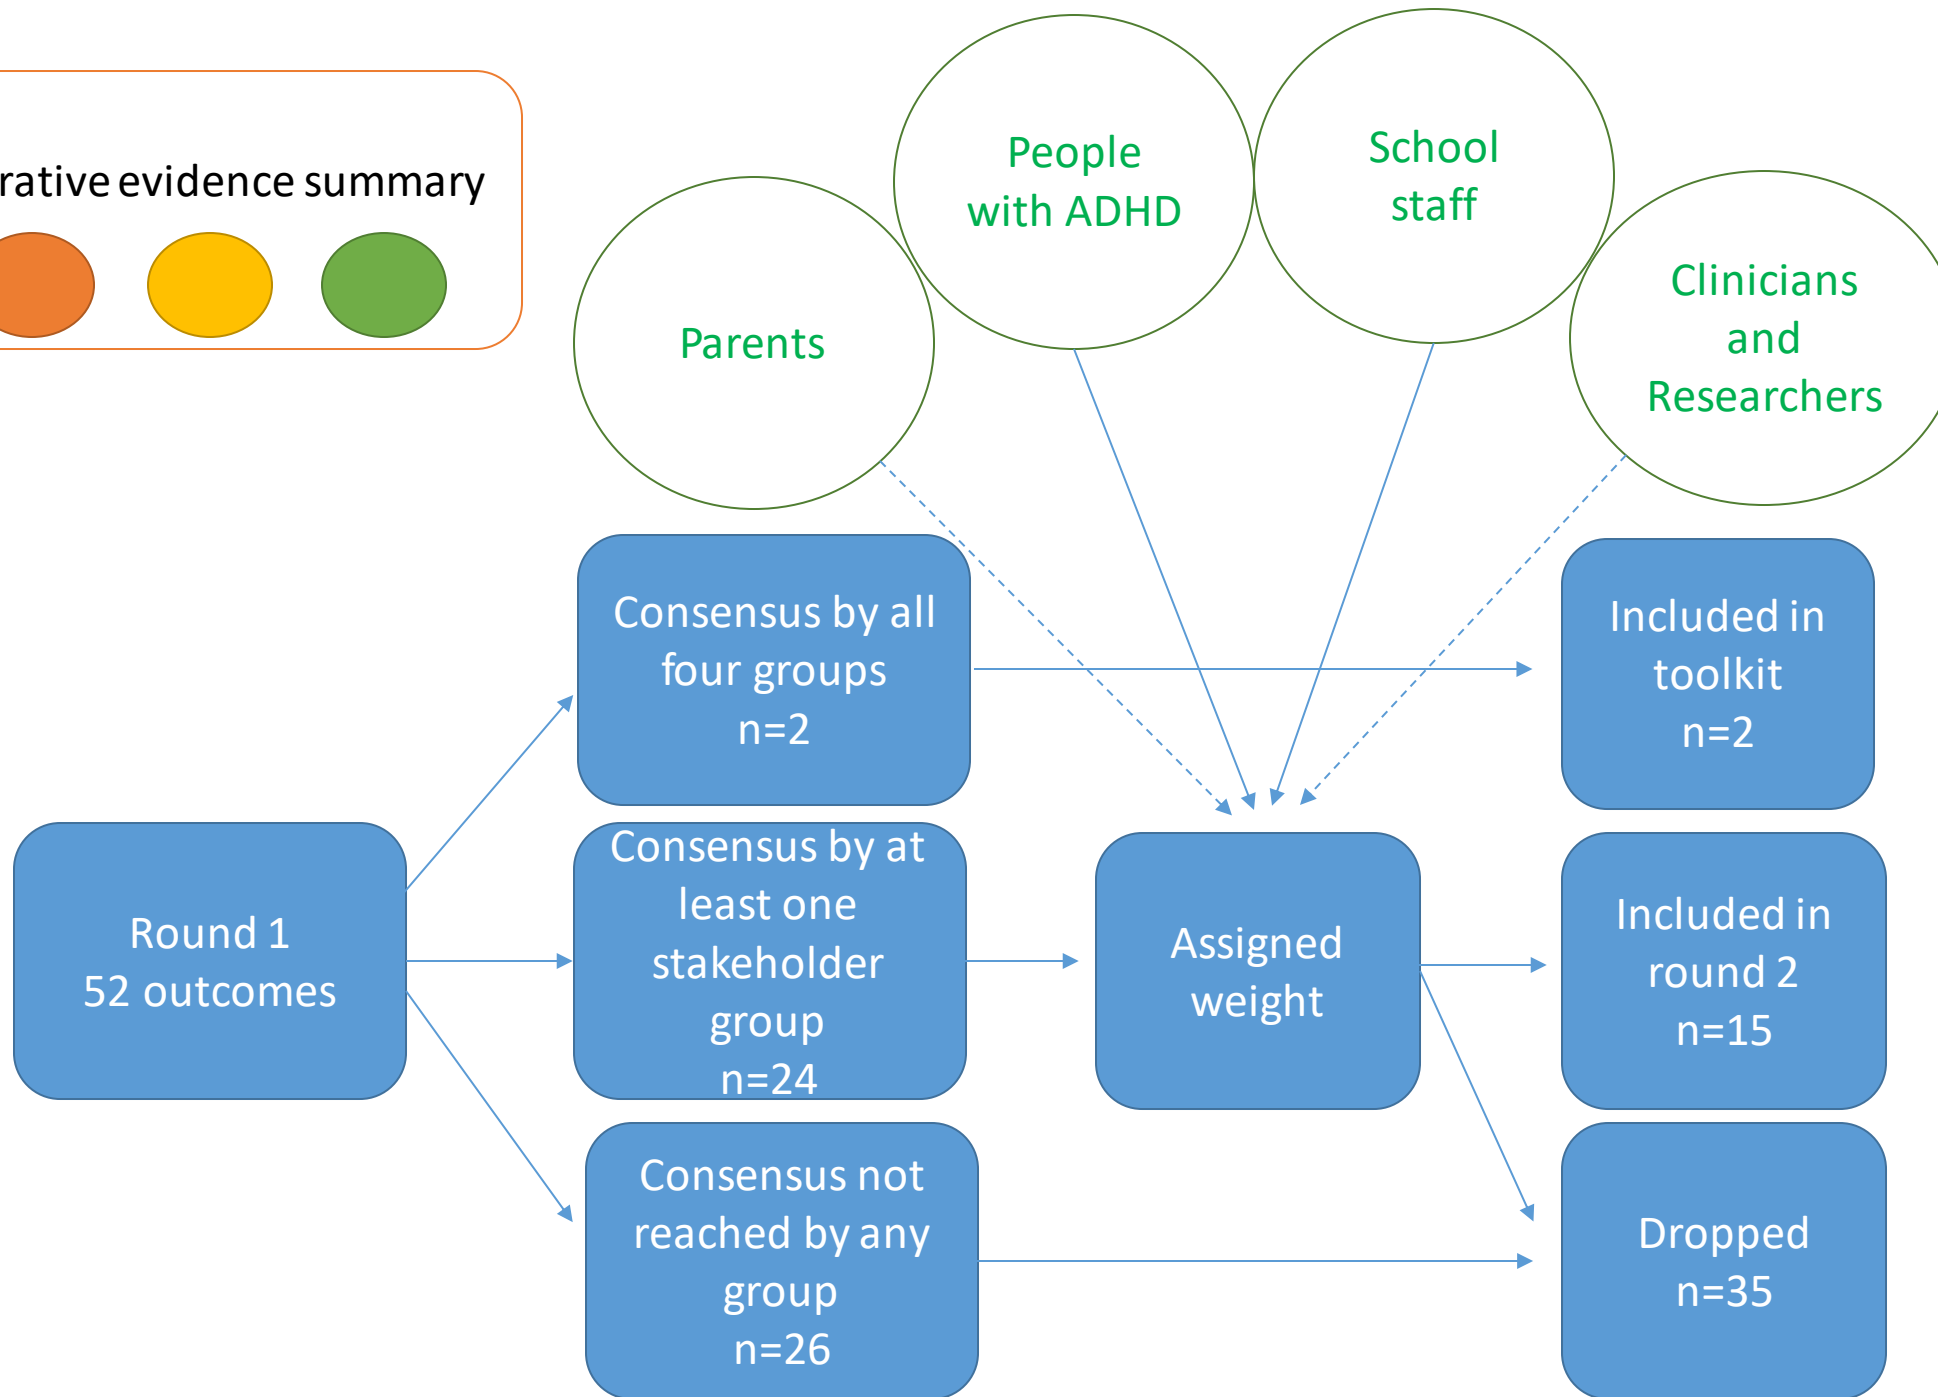 rative evidence summary
People
with ADHD
School
staff
Parents
Clinicians
and
Researchers
Consensus by all
four groups
n=2
Included in
toolkit
n=2
Round 1
52 outcomes
Consensus by at
least one
stakeholder
group
n=24
Assigned
weight
Included in
round 2
n=15
Consensus not
reached by any
group
n=26
Dropped
n=35